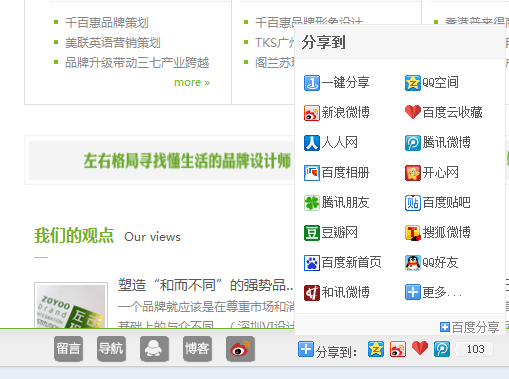 千百惠品牌策划
美联英语营销策划
品牌升级带动三七产业跨越
more »
千百惠品牌形象设计
TKS广
阁兰苏
香港普来得
左右格局寻找懂生活的品牌设计师
我们的观点 Our views
ZOYOO
塑造“和而不同”的强势品...
一个品牌就应该是在尊重市场和消
基础上的与众不同。（深圳VI设计
分享到
一键分享 QQ空间
新浪微博 百度云收藏
人人网 腾讯微博
百度相册 开心网
腾讯朋友 百度贴吧
豆瓣网 搜狐微博
百度新首页 QQ好友
和讯微博 更多...
百度分享
留言 导航 博客 分享到： 103